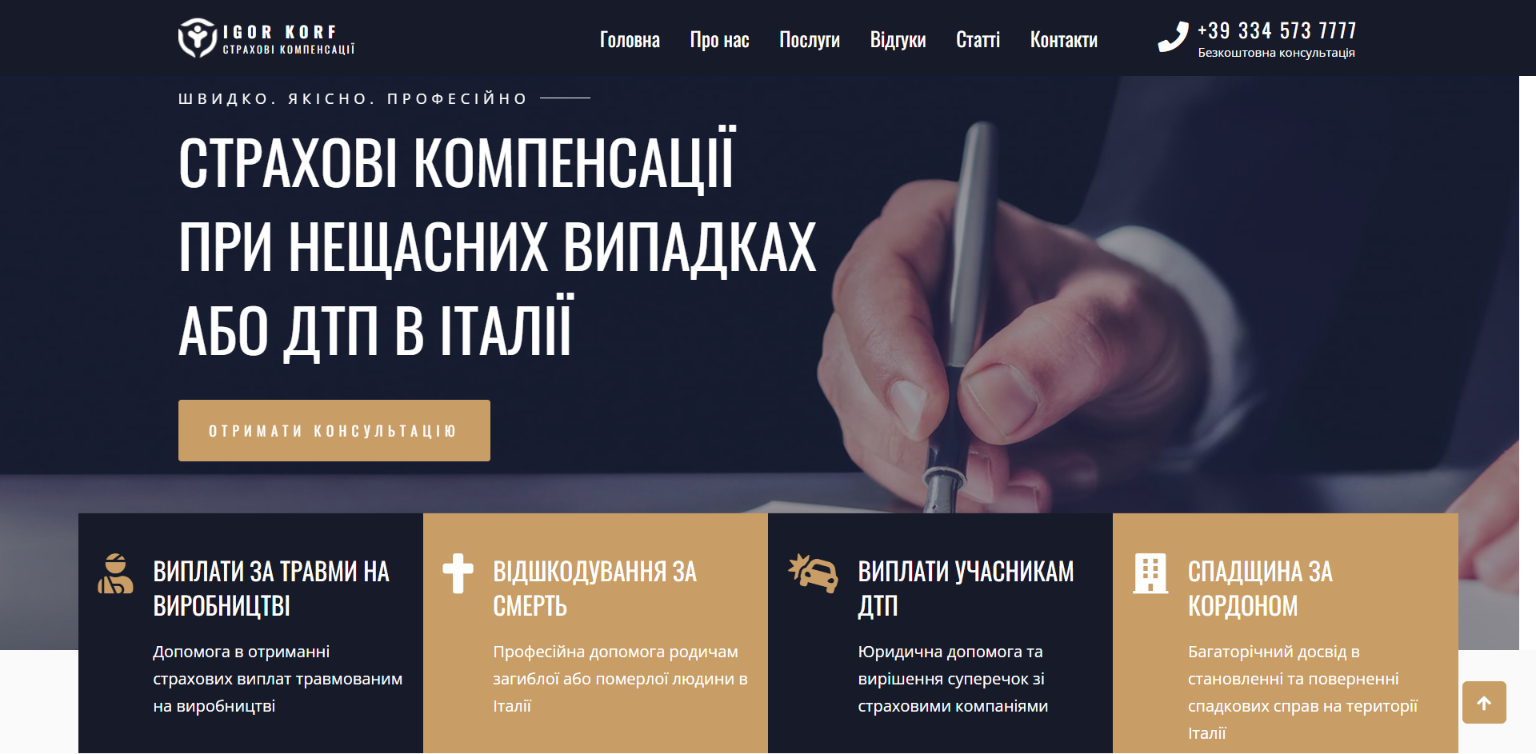 IGOR KORF
СТРАХОВІ КОМПЕНСАЦІЇ
Головна Про нас Послуги Відгуки Статті Контакти
+39 334 573 7777
Безкоштовна консультація
ШВИДКО. ЯКІСНО. ПРОФЕСІЙНО
СТРАХОВІ КОМПЕНСАЦІЇ
ПРИ НЕЩАСНИХ ВИПАДКАХ
АБО ДТП В ІТАЛІЇ
ОТРИМАТИ КОНСУЛЬТАЦІЮ
ВИПЛАТИ ЗА ТРАВМИ НА
ВИРОБНИЦТВІ
Допомога в отриманні
страхових виплат травмованим
на виробництві
ВІДШКОДУВАННЯ ЗА
СМЕРТЬ
Професійна допомога родичам
загиблої або померлої людини в
Італії
ВИПЛАТИ УЧАСНИКАМ
ДТП
Юридична допомога та
вирішення суперечок зі
страховими компаніями
СПАДЩИНА ЗА
КОРДОНОМ
Багаторічний досвід в
становленні та поверненні
спадкових справ на території
Італії